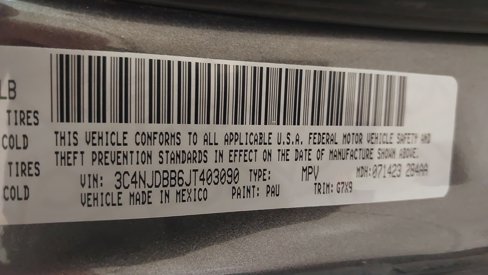 LB
TIRES
COLD
TIRES
COLD
THIS VEHICLE CONFORMS TO ALL APPLICABLE U.S.A. FEDERAL MOTOR VEHICLE SAFETY AND
THEFT PREVENTION STANDARDS IN EFFECT ON THE DATE OF MANUFACTURE SHOWN ABOVE.
VIN: 3C4NJDBB6JT403090 TYPE: MPV MDH: 071423 284AA
VEHICLE MADE IN MEXICO PAINT: PAU TRIM: G7X9